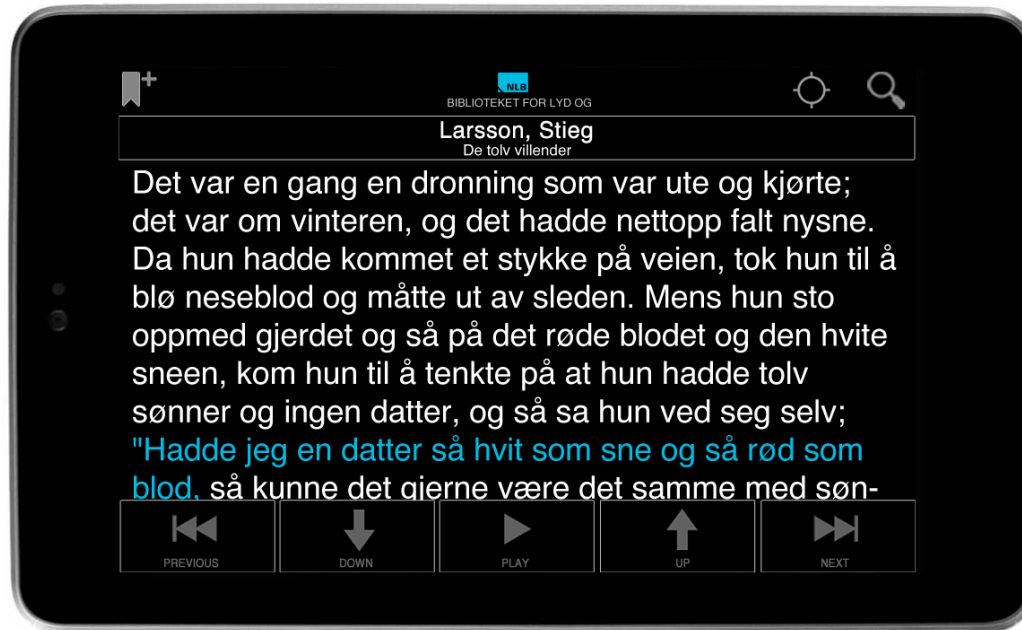 NLB
BIBLIOTEKET FOR LYD OG
Larsson, Stieg
De tolv villender
Det var en gang en dronning som var ute og kjørte;
det var om vinteren, og det hadde nettopp falt nysne.
Da hun hadde kommet et stykke på veien, tok hun til å
blø neseblod og måtte ut av sleden. Mens hun sto
oppmed gjerdet og så på det røde blodet og den hvite
sneen, kom hun til å tenkte på at hun hadde tolv
sønner og ingen datter, og så sa hun ved seg selv;
"Hadde jeg en datter så hvit som sne og så rød som
blod, så kunne det gjerne være det samme med søn-
PREVIOUS
DOWN
PLAY
UP
NEXT